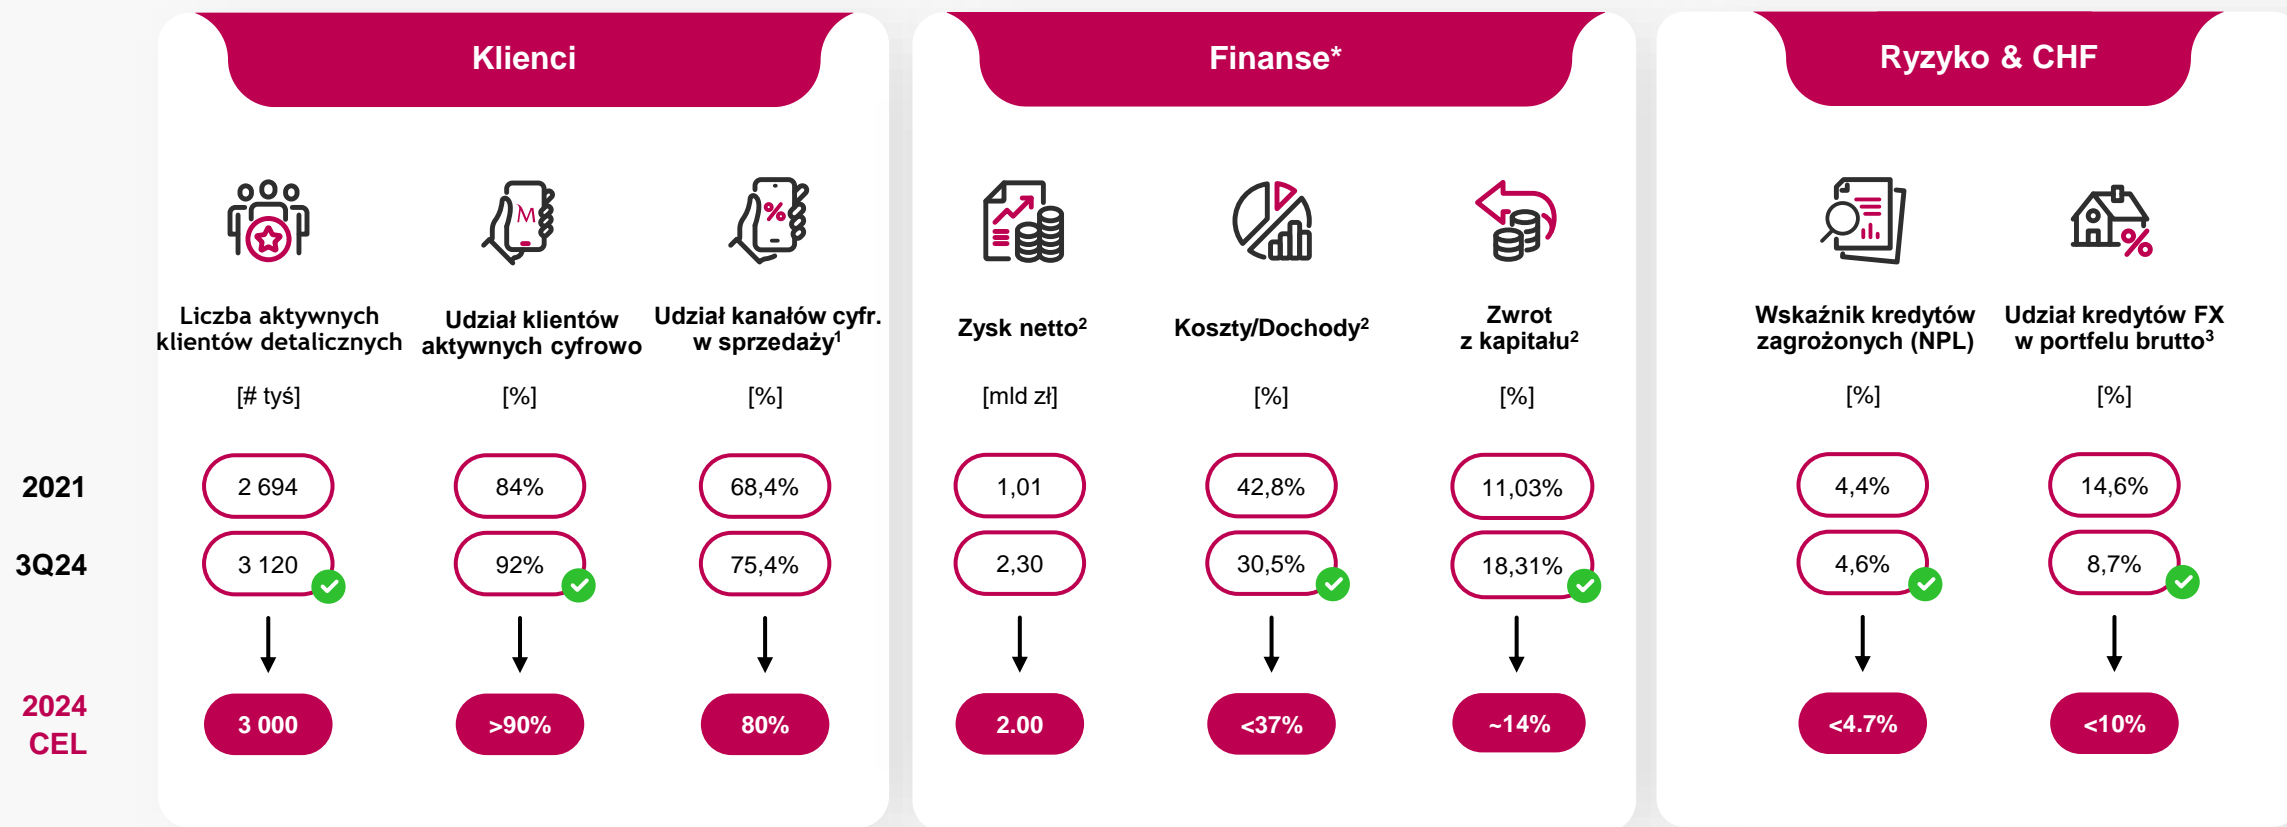 Klienci
Finanse*
Ryzyko & CHF
M
%
Liczba aktywnych
klientów detalicznych
Udział klientów
aktywnych cyfrowo
Udział kanałów cyfr.
w sprzedaży¹
Zysk netto²
Koszty/Dochody²
Zwrot
z kapitału²
Wskaźnik kredytów
zagrożonych (NPL)
Udział kredytów FX
w portfelu brutto³
[# tyś]
[%]
[%]
[mld zł]
[%]
[%]
[%]
[%]
2021
2 694
84%
68,4%
1,01
42,8%
11,03%
4,4%
14,6%
3Q24
3 120
92%
75,4%
2,30
30,5%
18,31%
4,6%
8,7%
2024
CEL
3 000
>90%
80%
2.00
<37%
~14%
<4.7%
<10%